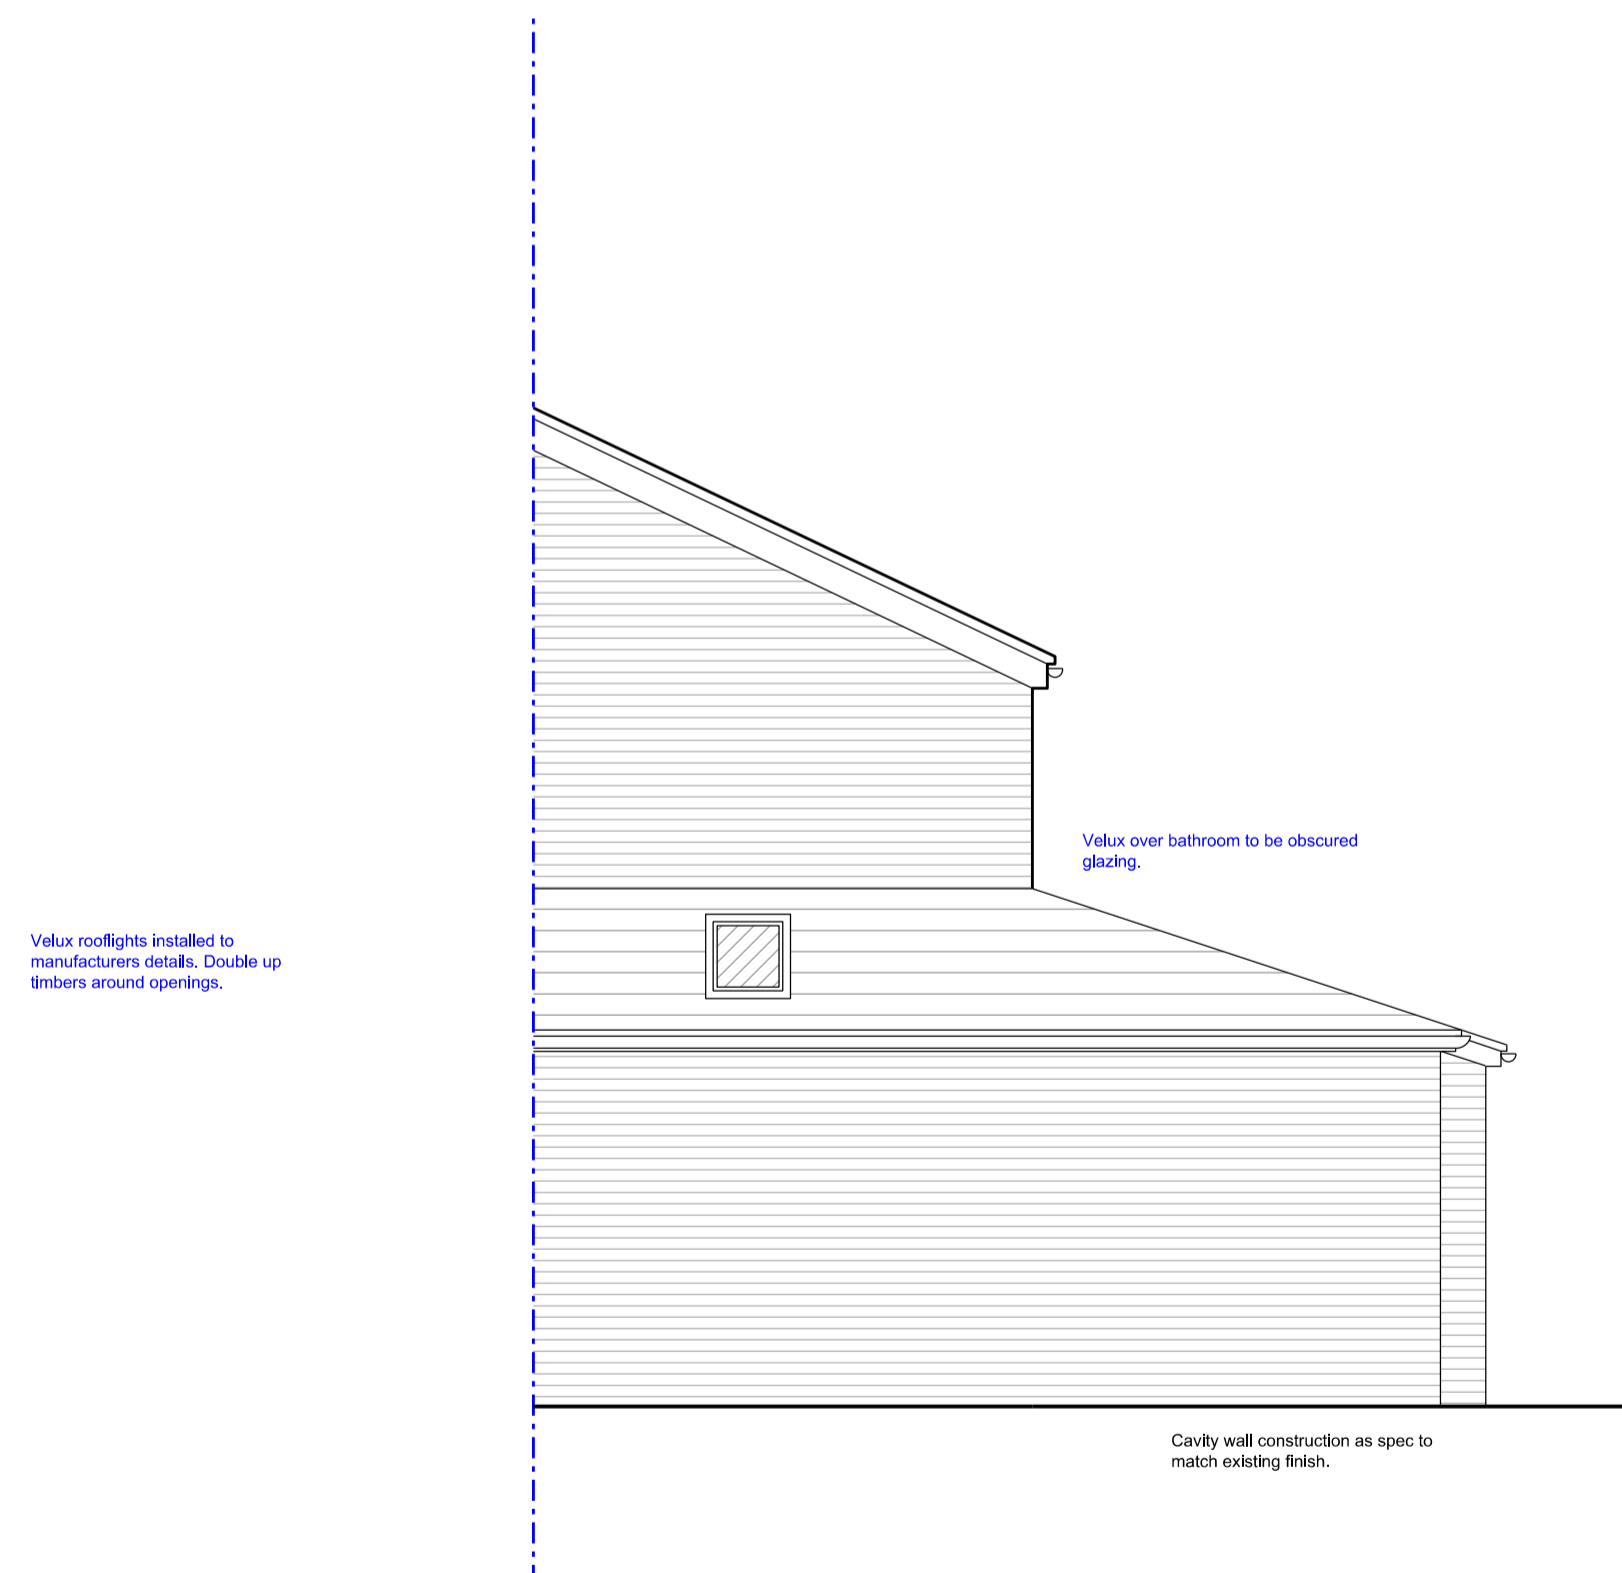 Velux over bathroom to be obscured
glazing.
Velux rooflights installed to
manufacturers details. Double up
timbers around openings.
Cavity wall construction as spec to
match existing finish.